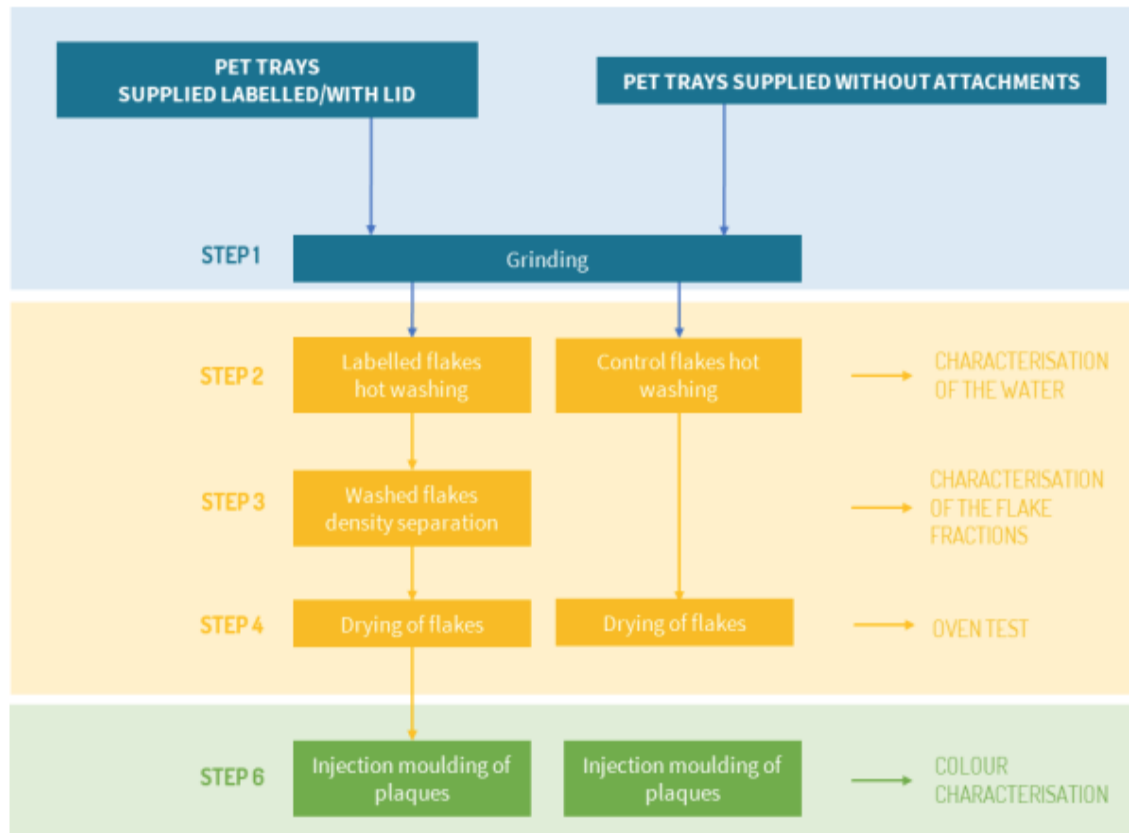 PET TRAYS
SUPPLIED LABELLED/WITH LID
PET TRAYS SUPPLIED WITHOUT ATTACHMENTS
STEP 1
Grinding
STEP 2
Labelled flakes
hot washing
Control flakes hot
washing
CHARACTERISATION
OF THE WATER
STEP 3
Washed flakes
density separation
CHARACTERISATION
OF THE FLAKE
FRACTIONS
STEP 4
Drying of flakes
Drying of flakes
OVEN TEST
STEP 6
Injection moulding of
plaques
Injection moulding of
plaques
COLOUR
CHARACTERISATION